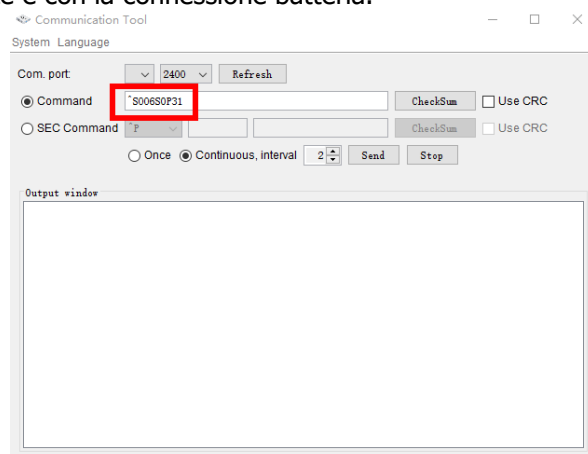 e e con la connessione batteria.
Communication Tool
System Language
Com. port: 2400 Refresh
Command ^S006S0P31 CheckSum Use CRC
SEC Command ^P CheckSum Use CRC
Once Continuous, interval 2 Send Stop
Output window